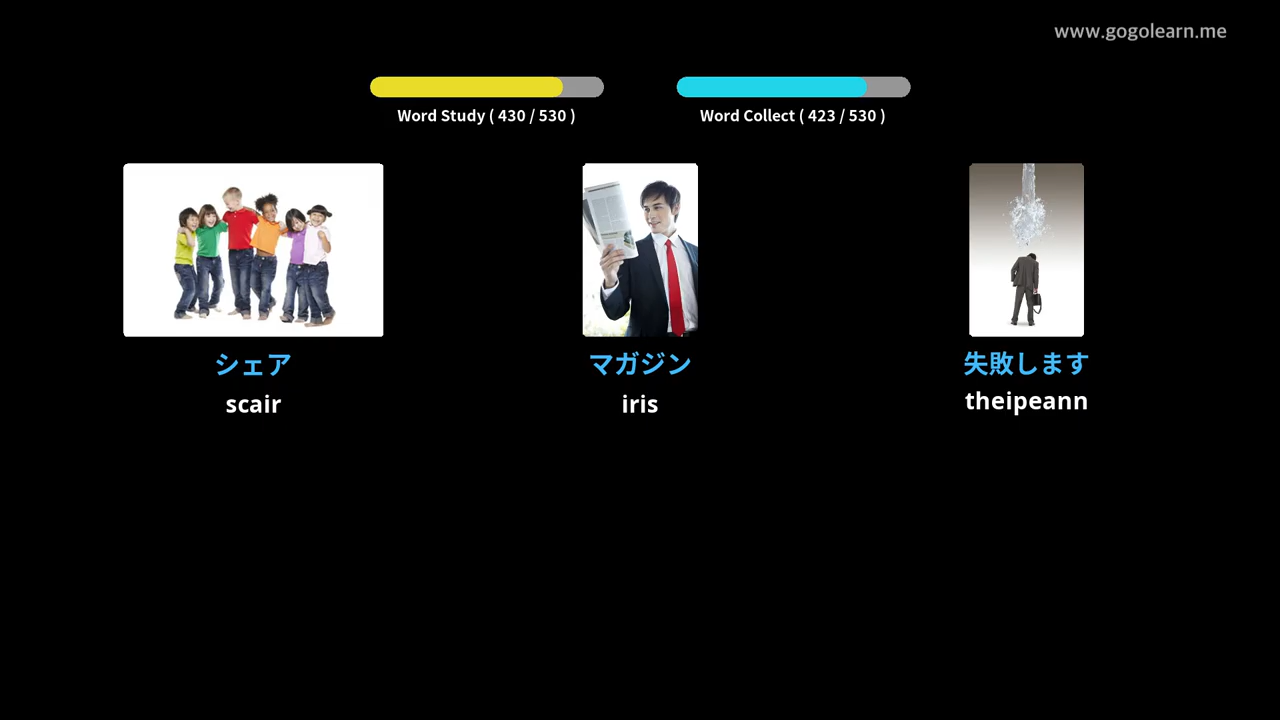 www.gogolearn.me
Word Study ( 430 / 530 )
Word Collect ( 423 / 530 )
シェア
scair
マガジン
iris
失敗します
theipeann